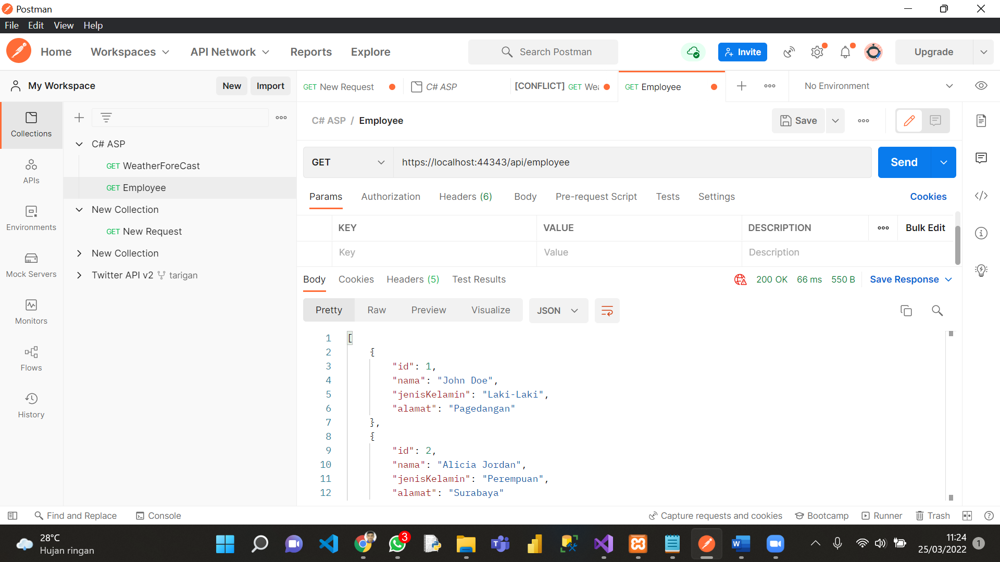 Postman
File Edit View Help
Home Workspaces API Network Reports Explore Search Postman Invite Upgrade
My Workspace New Import GET New Request C# ASP [CONFLICT] GET Wea GET Employee No Environment
Collections
APIs
Environments
Mock Servers
Monitors
Flows
History
C# ASP
GET WeatherForeCast
GET Employee
New Collection
GET New Request
New Collection
Twitter API v2 tarigan
C# ASP / Employee Save
GET https://localhost:44343/api/employee Send
Params Authorization Headers (6) Body Pre-request Script Tests Settings Cookies
KEY VALUE DESCRIPTION Bulk Edit
Key Value Description
Body Cookies Headers (5) Test Results 200 OK 66 ms 550 B Save Response
Pretty Raw Preview Visualize JSON
1 [
2 {
3 "id": 1,
4 "nama": "John Doe",
5 "jenisKelamin": "Laki-Laki",
6 "alamat": "Pagedangan"
7 },
8 {
9 "id": 2,
10 "nama": "Alicia Jordan",
11 "jenisKelamin": "Perempuan",
12 "alamat": "Surabaya"
Find and Replace Console Capture requests and cookies Bootcamp Runner Trash
28°C
Hujan ringan
3
11:24
25/03/2022
1